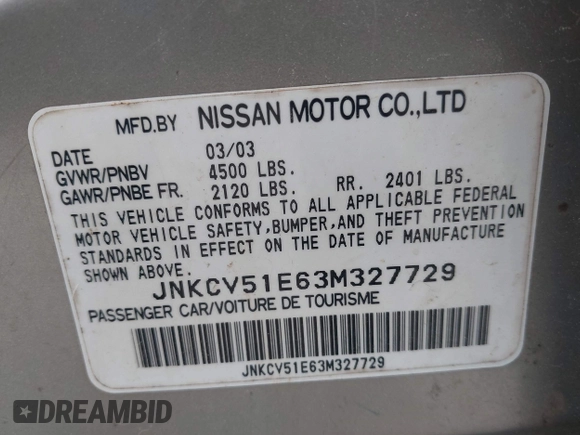 MFD.BY NISSAN MOTOR CO.,LTD
DATE 03/03
GVWR/PNBV 4500 LBS.
GAWR/PNBE FR. 2120 LBS. RR. 2401 LBS.
THIS VEHICLE CONFORMS TO ALL APPLICABLE FEDERAL
MOTOR VEHICLE SAFETY,BUMPER,AND THEFT PREVENTION
STANDARDS IN EFFECT ON THE DATE OF MANUFACTURE
SHOWN ABOVE.
JNKCV51E63M327729
PASSENGER CAR/VOITURE DE TOURISME
JNKCV51E63M327729
DREAMBID